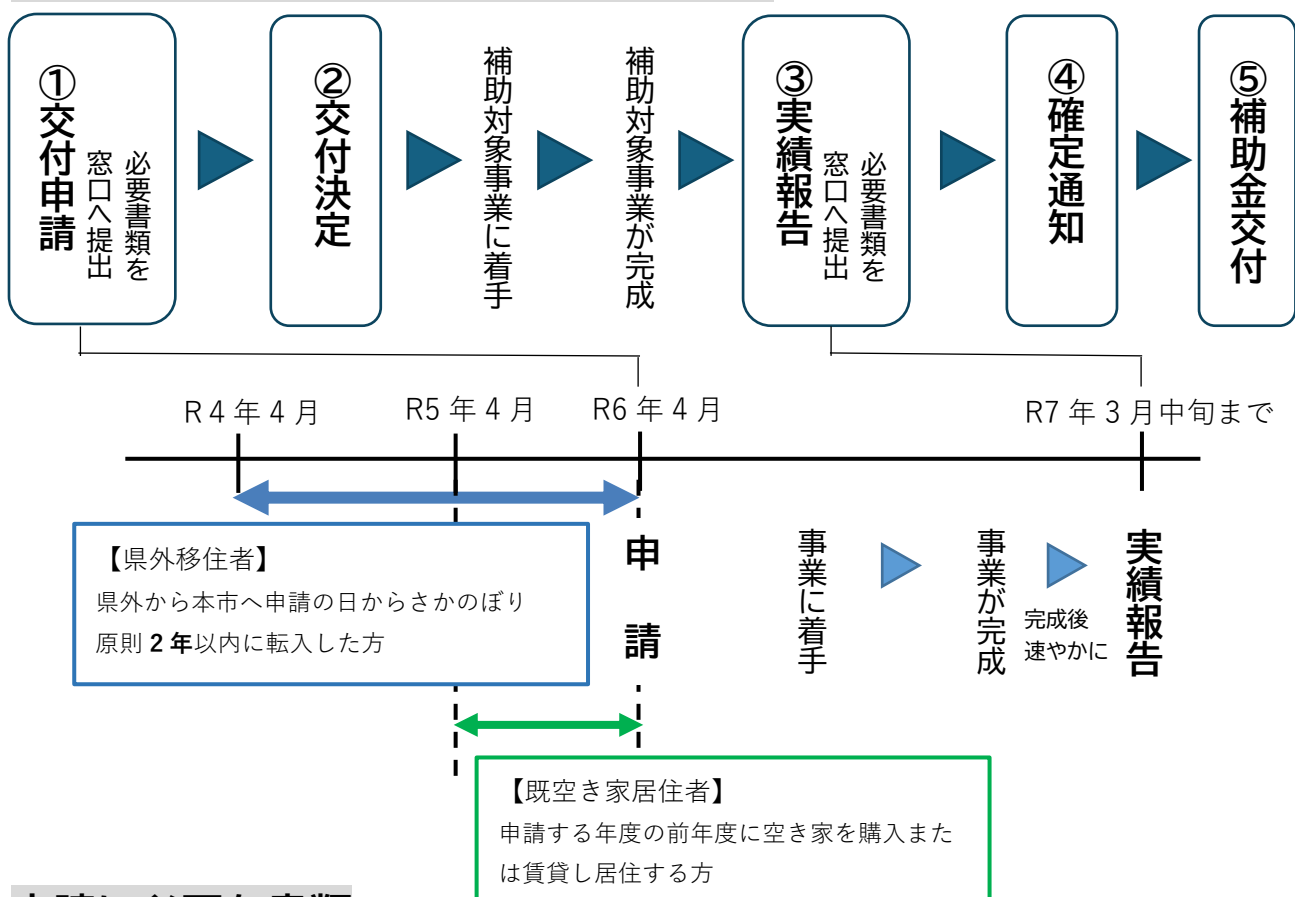 ①交付申請
必要書類を
窓口へ提出
②交付決定
補助対象事業に着手
補助対象事業が完成
③実績報告
必要書類を
窓口へ提出
④確定通知
⑤補助金交付
R4年4月
R5年4月
R6年4月
R7年3月中旬まで
【県外移住者】
県外から本市へ申請の日からさかのぼり
原則2年以内に転入した方
申請
事業に着手
事業が完成
完成後
速やかに
実績報告
【既空き家居住者】
申請する年度の前年度に空き家を購入また
は賃貸し居住する方